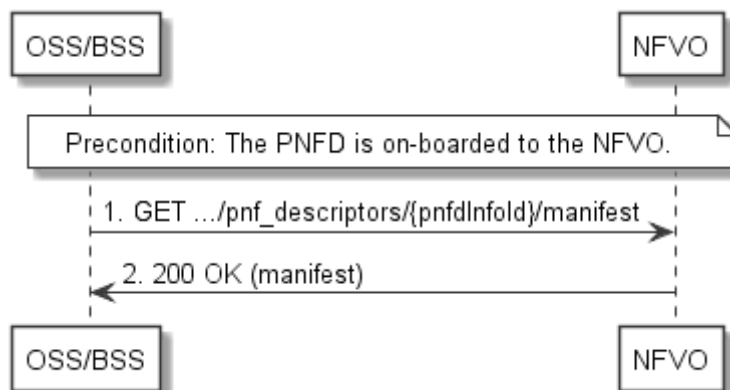 OSS/BSS
NFVO
Precondition: The PNFD is on-boarded to the NFVO.
1. GET .../pnf_descriptors/{pnfdInfoId}/manifest
2. 200 OK (manifest)
OSS/BSS
NFVO